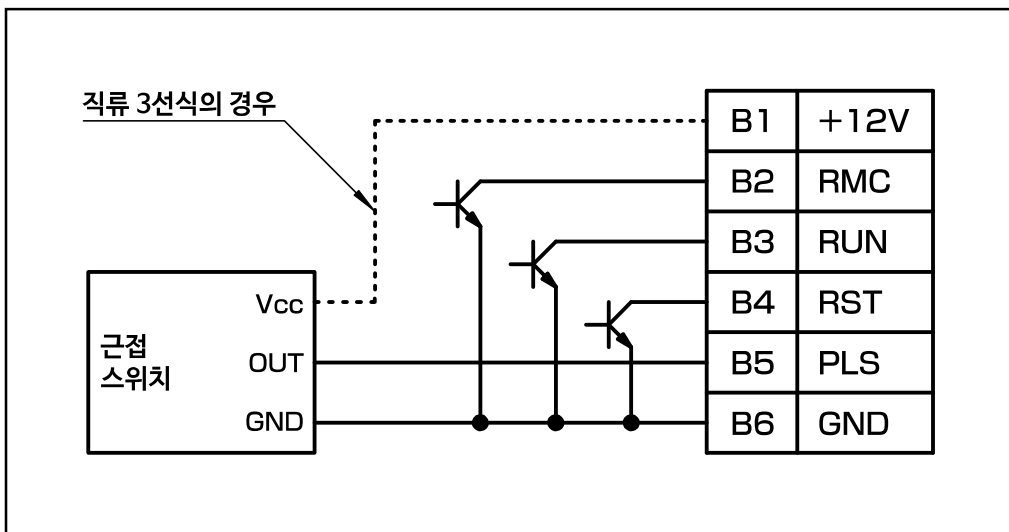 직류 3선식의 경우
B1 +12V
B2 RMC
B3 RUN
B4 RST
B5 PLS
B6 GND
근접
스위치
Vcc
OUT
GND